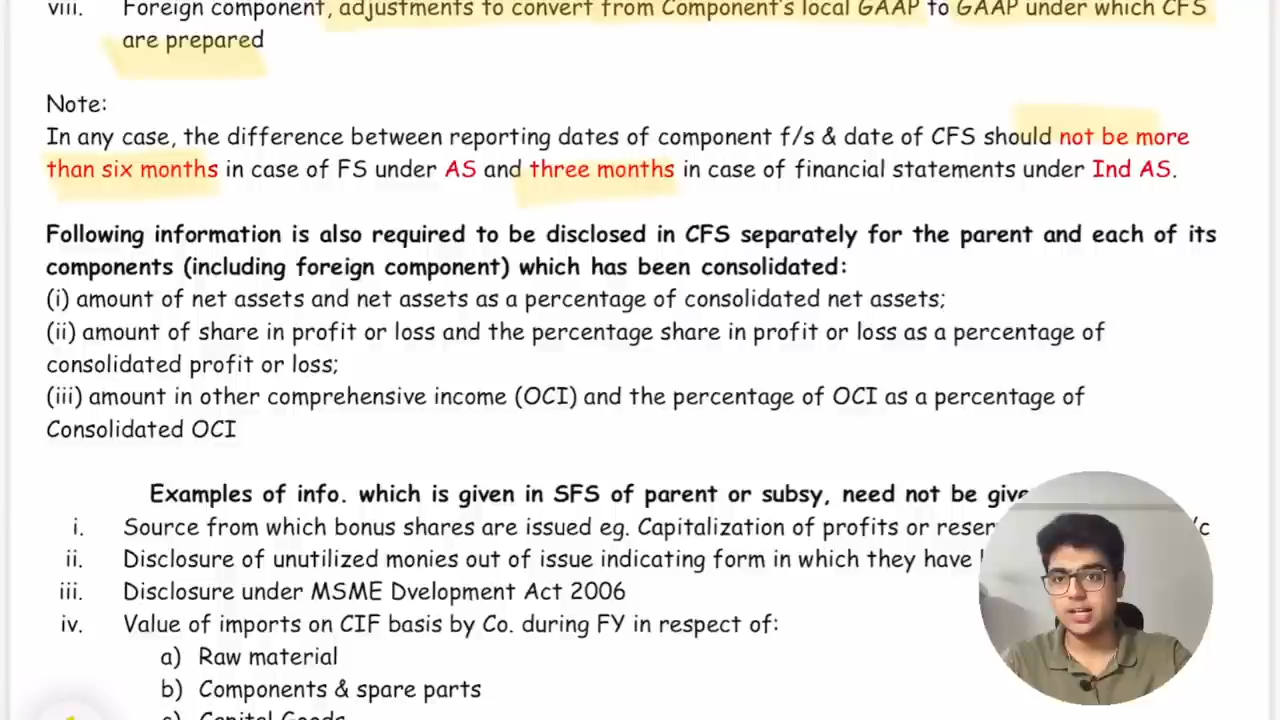 viii. Foreign component, adjustments to convert from Component's local GAAP to GAAP under which CFS
are prepared
Note:
In any case, the difference between reporting dates of component f/s & date of CFS should not be more
than six months in case of FS under AS and three months in case of financial statements under Ind AS.
Following information is also required to be disclosed in CFS separately for the parent and each of its
components (including foreign component) which has been consolidated:
(i) amount of net assets and net assets as a percentage of consolidated net assets;
(ii) amount of share in profit or loss and the percentage share in profit or loss as a percentage of
consolidated profit or loss;
(iii) amount in other comprehensive income (OCI) and the percentage of OCI as a percentage of
Consolidated OCI
Examples of info. which is given in SFS of parent or subsy, need not be give
i. Source from which bonus shares are issued eg. Capitalization of profits or reser /c
ii. Disclosure of unutilized monies out of issue indicating form in which they have
iii. Disclosure under MSME Dvelopment Act 2006
iv. Value of imports on CIF basis by Co. during FY in respect of:
a) Raw material
b) Components & spare parts
c) Capital Goods